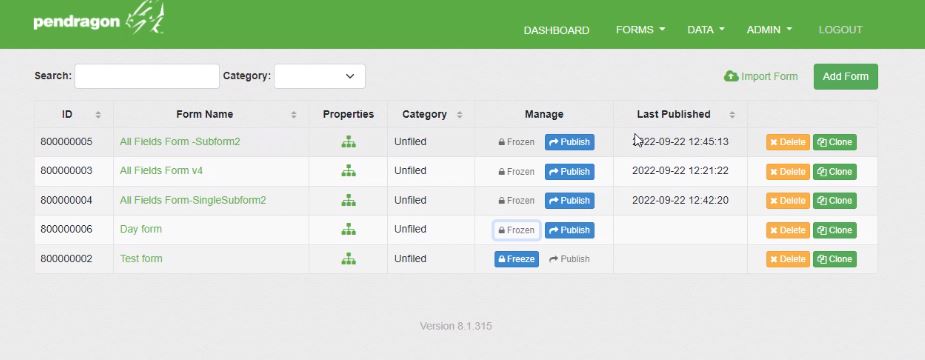 pendragon
DASHBOARD FORMS DATA ADMIN LOGOUT
Search: Category: Import Form Add Form
ID Form Name Properties Category Manage Last Published
800000005 All Fields Form -Subform2 Unfiled Frozen Publish 2022-09-22 12:45:13 Delete Clone
800000003 All Fields Form v4 Unfiled Frozen Publish 2022-09-22 12:21:22 Delete Clone
800000004 All Fields Form-SingleSubform2 Unfiled Frozen Publish 2022-09-22 12:42:20 Delete Clone
800000006 Day form Unfiled Frozen Publish Delete Clone
800000002 Test form Unfiled Freeze Publish Delete Clone
Version 8.1.315